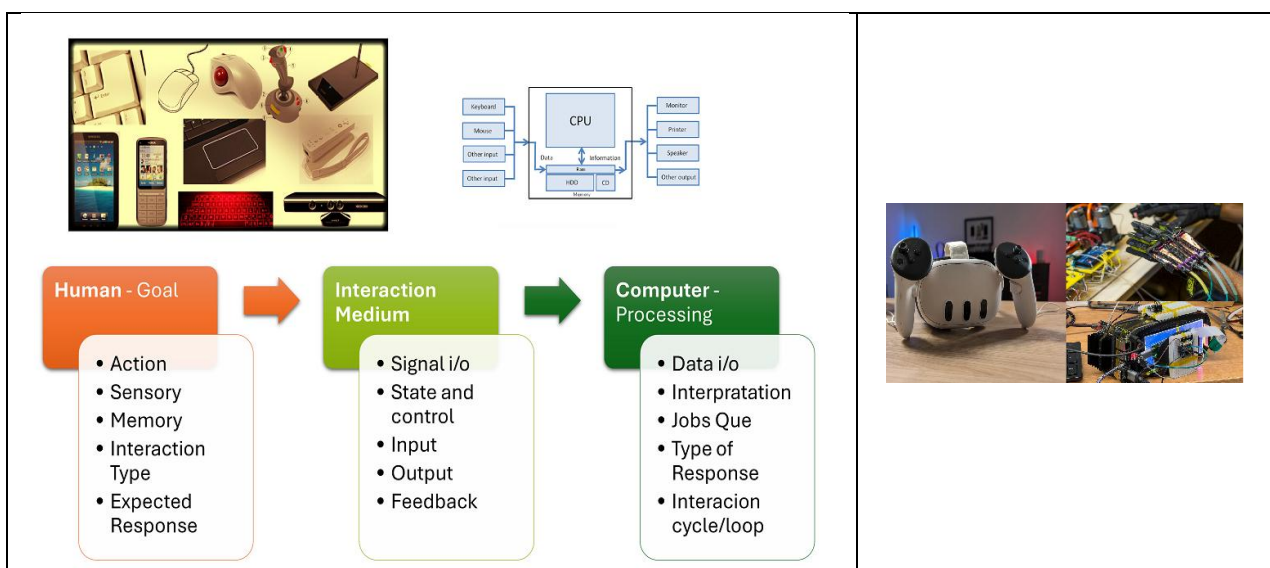 Keyboard
Mouse
Other input
Other input
CPU
Data
Information
Ram
HDD
CD
Memory
Monitor
Printer
Speaker
Other output
Human - Goal
• Action
• Sensory
• Memory
• Interaction
Type
• Expected
Response
Interaction
Medium
• Signal i/o
• State and
control
• Input
• Output
• Feedback
Computer -
Processing
• Data i/o
• Interpratation
• Jobs Que
• Type of
Response
• Interacion
cycle/loop